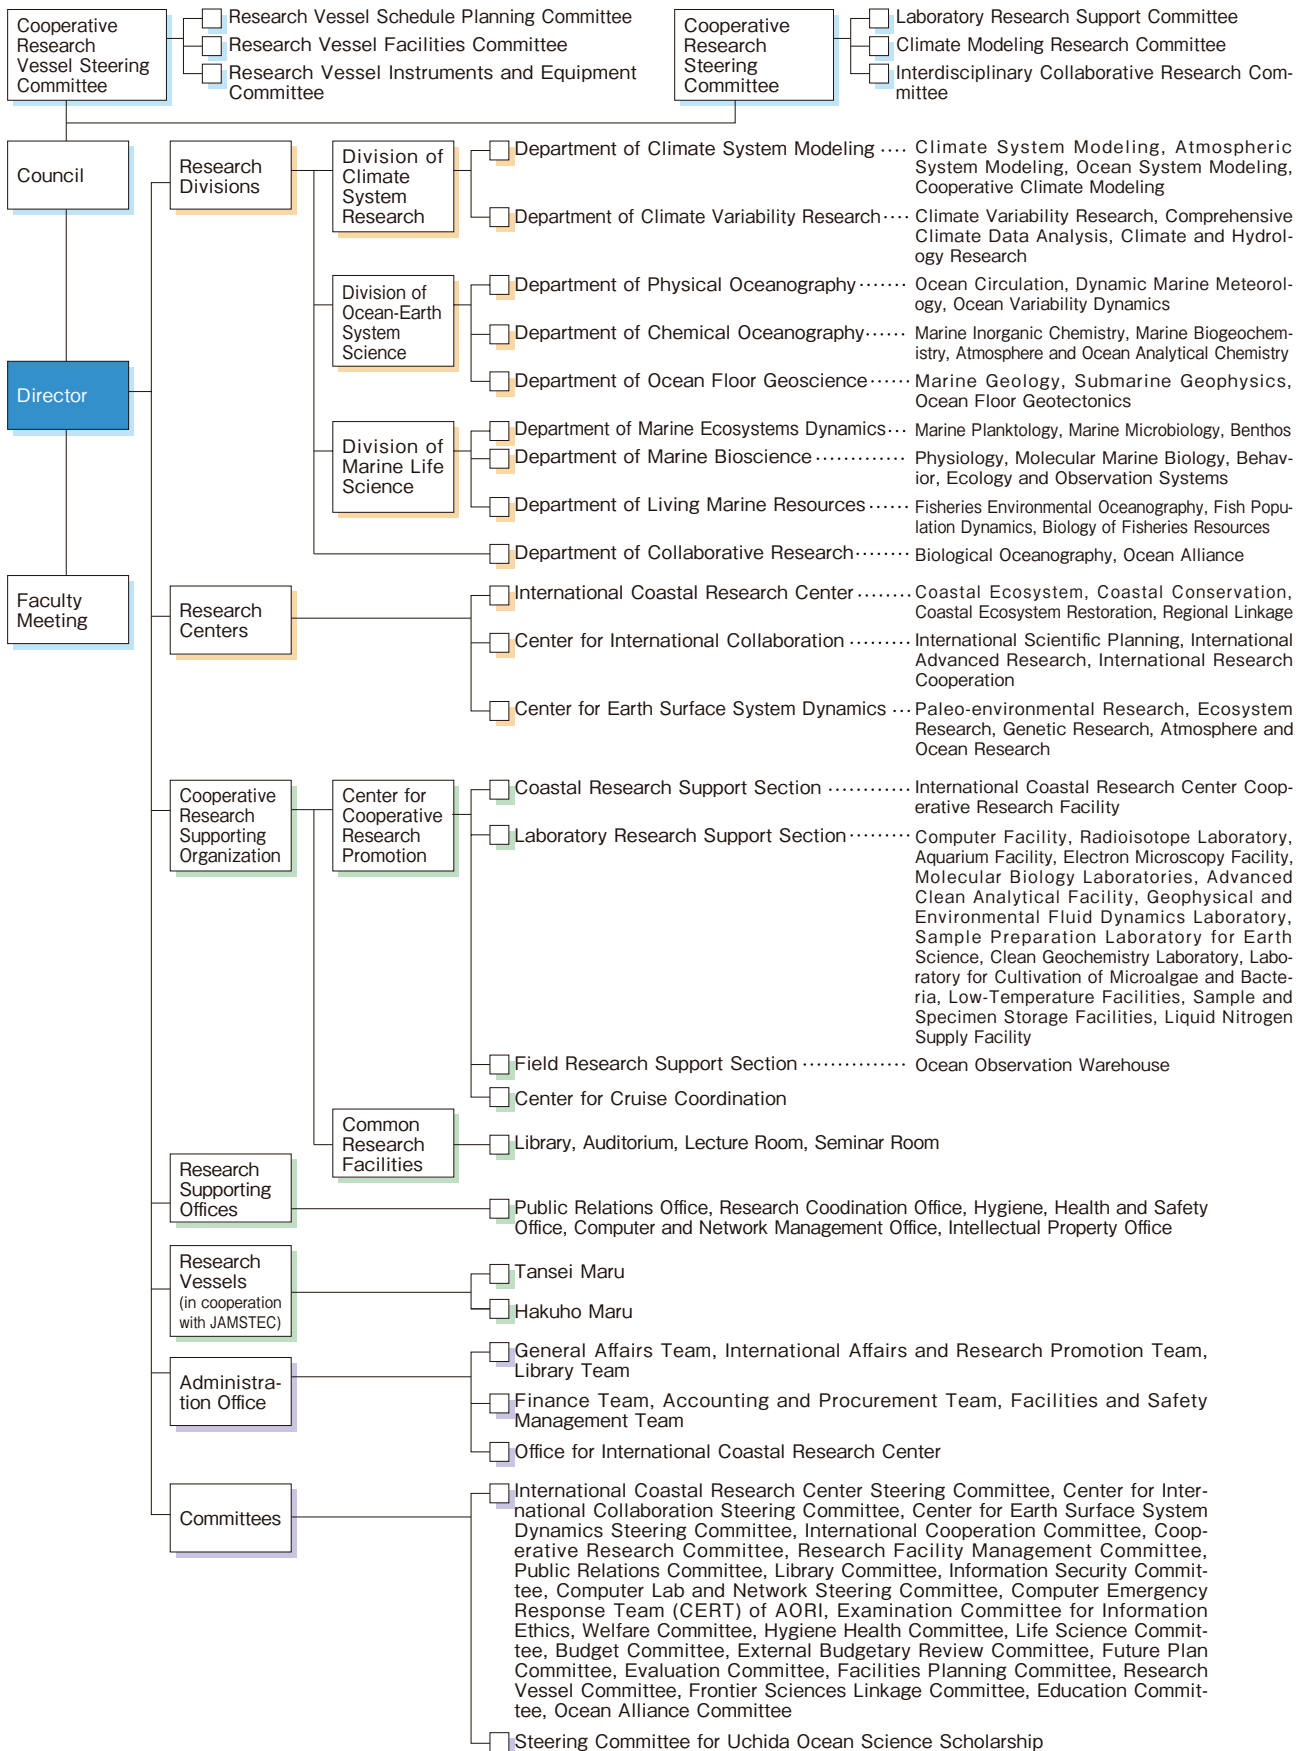 Cooperative
Research
Vessel Steering
Committee
Research Vessel Schedule Planning Committee
Research Vessel Facilities Committee
Research Vessel Instruments and Equipment
Committee
Cooperative
Research
Steering
Committee
Laboratory Research Support Committee
Climate Modeling Research Committee
Interdisciplinary Collaborative Research Com-
mittee
Council
Director
Faculty
Meeting
Research
Divisions
Division of
Climate
System
Research
Department of Climate System Modeling ····
Climate System Modeling, Atmospheric
System Modeling, Ocean System Modeling,
Cooperative Climate Modeling
Department of Climate Variability Research ····
Climate Variability Research, Comprehensive
Climate Data Analysis, Climate and Hydrol-
ogy Research
Division of
Ocean-Earth
System
Science
Department of Physical Oceanography ·······
Ocean Circulation, Dynamic Marine Meteorol-
ogy, Ocean Variability Dynamics
Department of Chemical Oceanography ······
Marine Inorganic Chemistry, Marine Biogeochem-
istry, Atmosphere and Ocean Analytical Chemistry
Department of Ocean Floor Geoscience ······
Marine Geology, Submarine Geophysics,
Ocean Floor Geotectonics
Division of
Marine Life
Science
Department of Marine Ecosystems Dynamics ···
Marine Planktology, Marine Microbiology, Benthos
Department of Marine Bioscience ·············
Physiology, Molecular Marine Biology, Behav-
ior, Ecology and Observation Systems
Department of Living Marine Resources ······
Fisheries Environmental Oceanography, Fish Popu-
lation Dynamics, Biology of Fisheries Resources
Department of Collaborative Research ········
Biological Oceanography, Ocean Alliance
Research
Centers
International Coastal Research Center ········
Coastal Ecosystem, Coastal Conservation,
Coastal Ecosystem Restoration, Regional Linkage
Center for International Collaboration ·········
International Scientific Planning, International
Advanced Research, International Research
Cooperation
Center for Earth Surface System Dynamics ···
Paleo-environmental Research, Ecosystem
Research, Genetic Research, Atmosphere and
Ocean Research
Cooperative
Research
Supporting
Organization
Center for
Cooperative
Research
Promotion
Coastal Research Support Section ···········
International Coastal Research Center Coop-
erative Research Facility
Laboratory Research Support Section ·········
Computer Facility, Radioisotope Laboratory,
Aquarium Facility, Electron Microscopy Facility,
Molecular Biology Laboratories, Advanced
Clean Analytical Facility, Geophysical and
Environmental Fluid Dynamics Laboratory,
Sample Preparation Laboratory for Earth
Science, Clean Geochemistry Laboratory, Labo-
ratory for Cultivation of Microalgae and Bacte-
ria, Low-Temperature Facilities, Sample and
Specimen Storage Facilities, Liquid Nitrogen
Supply Facility
Field Research Support Section ··············
Ocean Observation Warehouse
Center for Cruise Coordination
Common
Research
Facilities
Library, Auditorium, Lecture Room, Seminar Room
Research
Supporting
Offices
Public Relations Office, Research Coodination Office, Hygiene, Health and Safety
Office, Computer and Network Management Office, Intellectual Property Office
Research
Vessels
(in cooperation
with JAMSTEC)
Tansei Maru
Hakuho Maru
Administra-
tion Office
General Affairs Team, International Affairs and Research Promotion Team,
Library Team
Finance Team, Accounting and Procurement Team, Facilities and Safety
Management Team
Office for International Coastal Research Center
Committees
International Coastal Research Center Steering Committee, Center for Inter-
national Collaboration Steering Committee, Center for Earth Surface System
Dynamics Steering Committee, International Cooperation Committee, Coop-
erative Research Committee, Research Facility Management Committee,
Public Relations Committee, Library Committee, Information Security Commit-
tee, Computer Lab and Network Steering Committee, Computer Emergency
Response Team (CERT) of AORI, Examination Committee for Information
Ethics, Welfare Committee, Hygiene Health Committee, Life Science Commit-
tee, Budget Committee, External Budgetary Review Committee, Future Plan
Committee, Evaluation Committee, Facilities Planning Committee, Research
Vessel Committee, Frontier Sciences Linkage Committee, Education Commit-
tee, Ocean Alliance Committee
Steering Committee for Uchida Ocean Science Scholarship